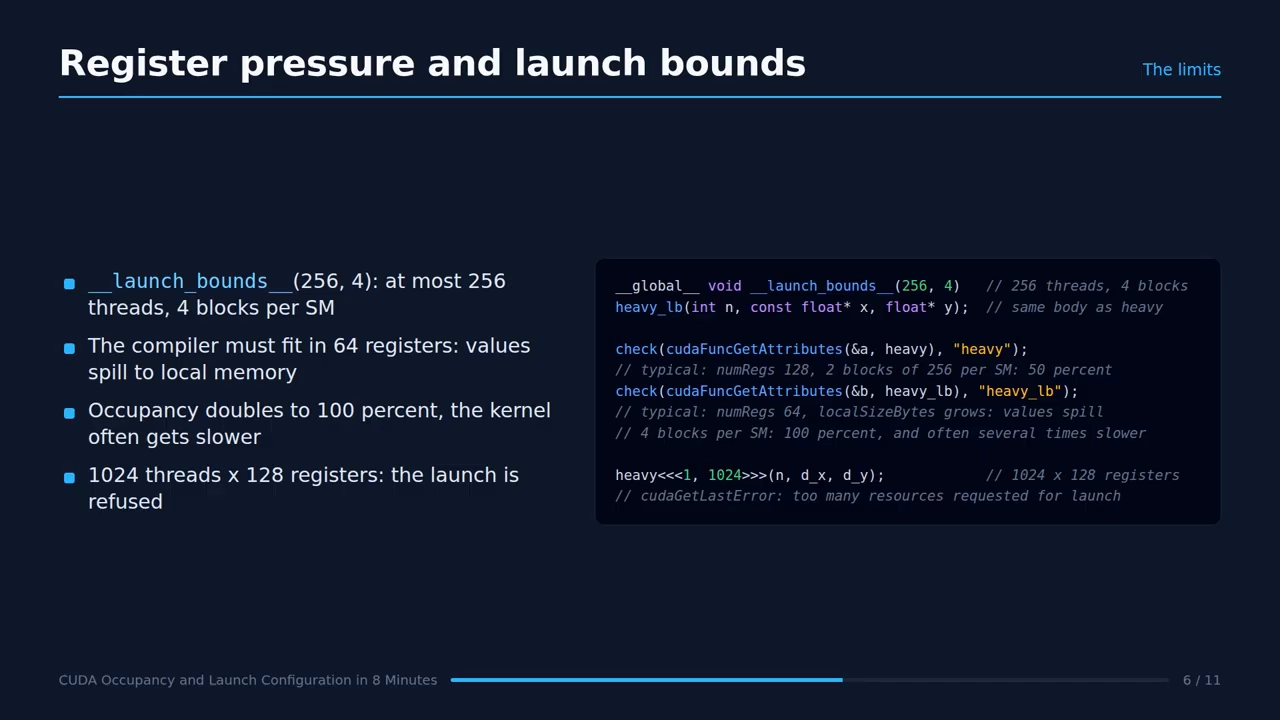 Register pressure and launch bounds
The limits
__launch_bounds__(256, 4): at most 256
threads, 4 blocks per SM
The compiler must fit in 64 registers: values
spill to local memory
Occupancy doubles to 100 percent, the kernel
often gets slower
1024 threads x 128 registers: the launch is
refused
__global__ void __launch_bounds__(256, 4)   // 256 threads, 4 blocks
heavy_lb(int n, const float* x, float* y);  // same body as heavy
check(cudaFuncGetAttributes(&a, heavy), "heavy");
// typical: numRegs 128, 2 blocks of 256 per SM: 50 percent
check(cudaFuncGetAttributes(&b, heavy_lb), "heavy_lb");
// typical: numRegs 64, localSizeBytes grows: values spill
// 4 blocks per SM: 100 percent, and often several times slower
heavy<<<1, 1024>>>(n, d_x, d_y);            // 1024 x 128 registers
// cudaGetLastError: too many resources requested for launch
CUDA Occupancy and Launch Configuration in 8 Minutes
6 / 11